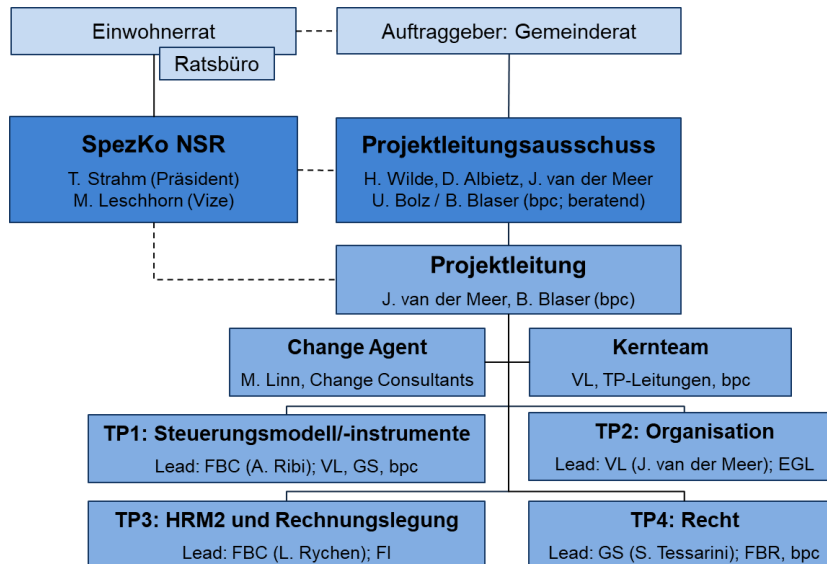 Einwohnerrat
Auftraggeber: Gemeinderat
Ratsbüro
SpezKo NSR
T. Strahm (Präsident)
M. Leschhorn (Vize)
Projektleitungsausschuss
H. Wilde, D. Albietz, J. van der Meer
U. Bolz / B. Blaser (bpc; beratend)
Projektleitung
J. van der Meer, B. Blaser (bpc)
Change Agent
M. Linn, Change Consultants
Kernteam
VL, TP-Leitungen, bpc
TP1: Steuerungsmodell/-instrumente
Lead: FBC (A. Ribi); VL, GS, bpc
TP2: Organisation
Lead: VL (J. van der Meer); EGL
TP3: HRM2 und Rechnungslegung
Lead: FBC (L. Rychen); FI
TP4: Recht
Lead: GS (S. Tessarini); FBR, bpc